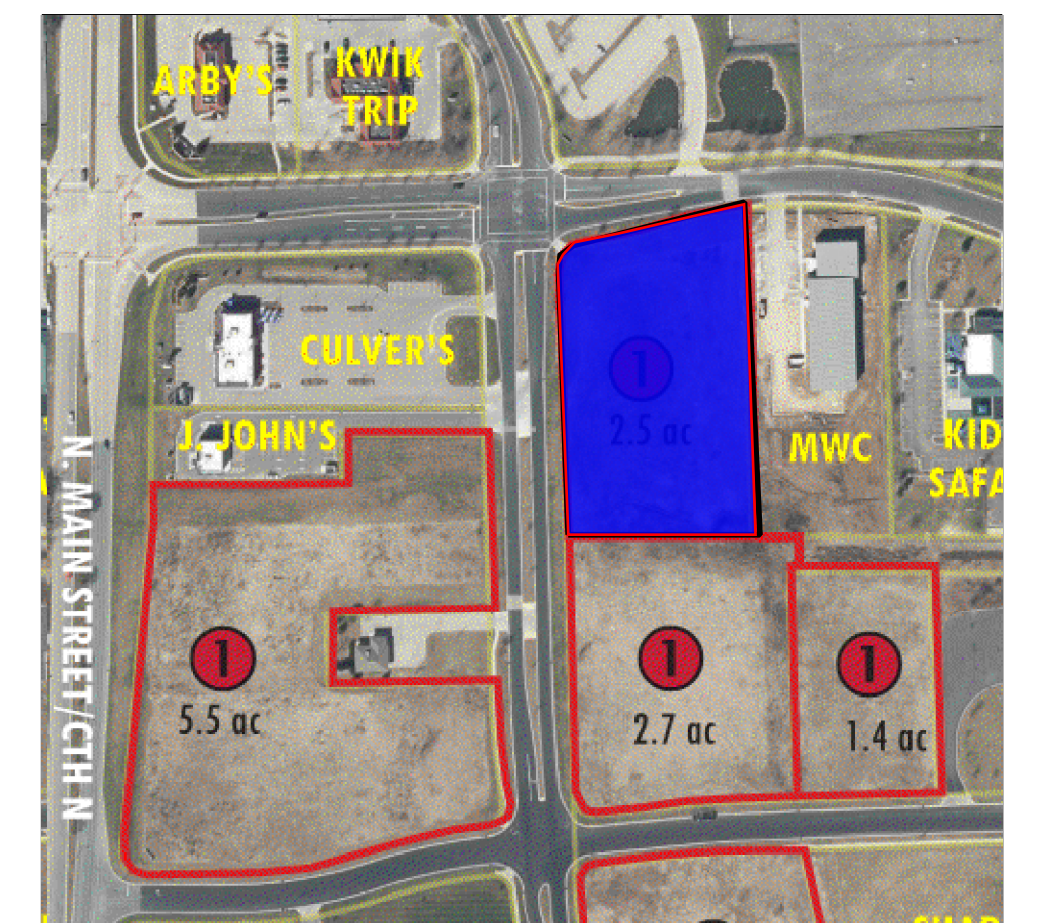 ARBY'S
KWIK
TRIP
CULVER'S
J. JOHN'S
1
2.5 ac
MWC
KID
SAFA
N. MAIN STREET/CTH N
1
5.5 ac
1
2.7 ac
1
1.4 ac